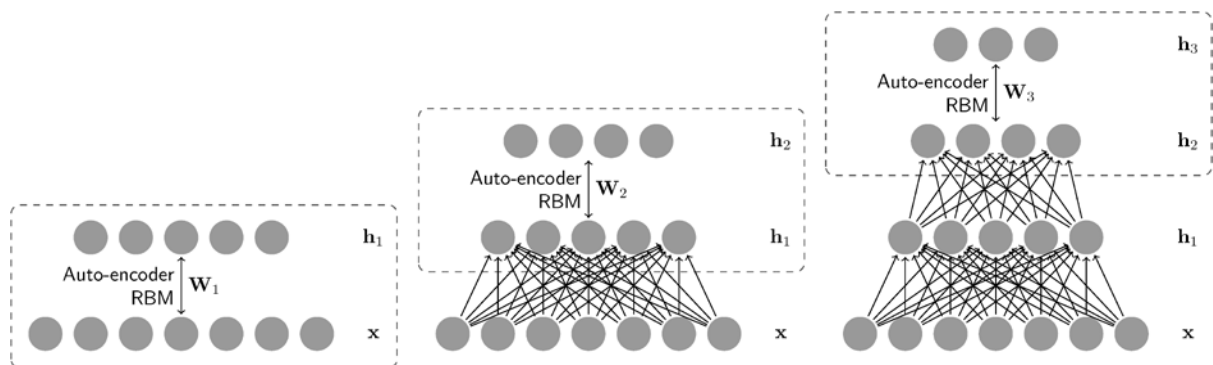 h₁
Auto-encoder
RBM
W₁
x
h₂
Auto-encoder
RBM
W₂
h₁
x
h₃
Auto-encoder
RBM
W₃
h₂
h₁
x